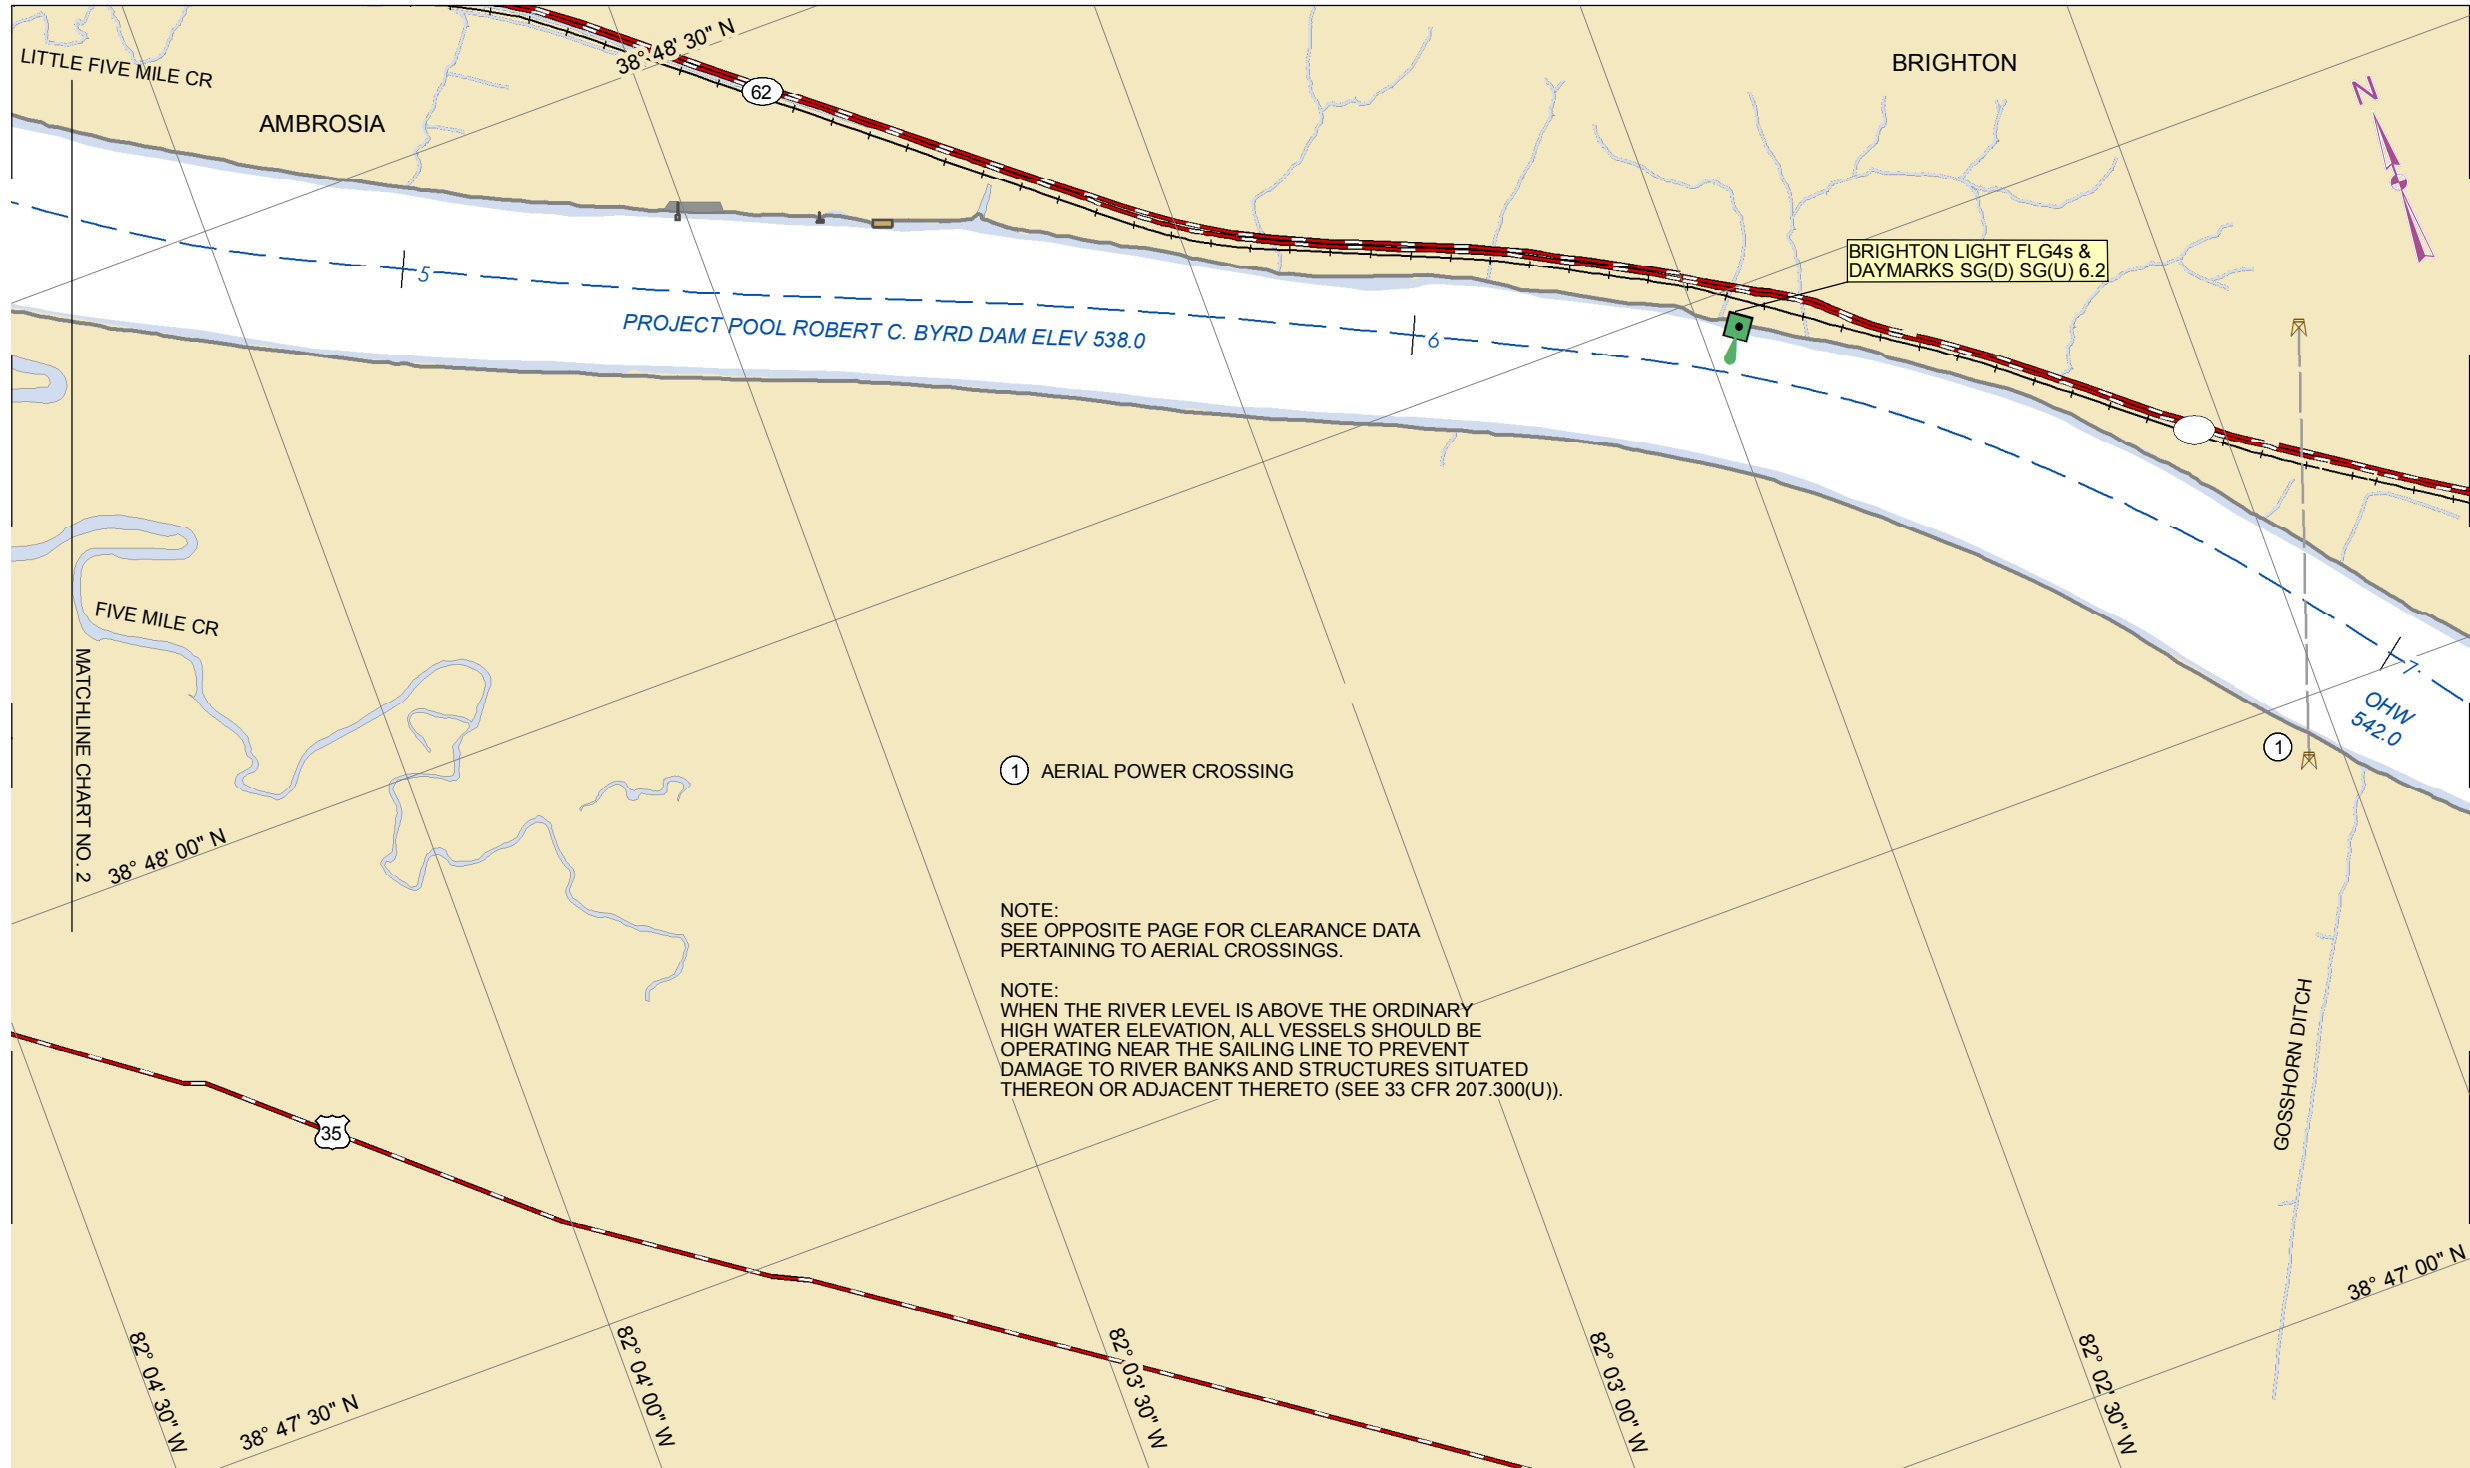 38° 48' 30" N
LITTLE FIVE MILE CR
BRIGHTON
N
62
AMBROSIA
BRIGHTON LIGHT FLG4s &
DAYMARKS SG(D) SG(U) 6.2
5
PROJECT POOL ROBERT C. BYRD DAM ELEV 538.0
6
7
FIVE MILE CR
MATCHLINE CHART NO. 2
OHW
542.0
1
1 AERIAL POWER CROSSING
38° 48' 00" N
NOTE:
SEE OPPOSITE PAGE FOR CLEARANCE DATA
PERTAINING TO AERIAL CROSSINGS.
NOTE:
WHEN THE RIVER LEVEL IS ABOVE THE ORDINARY
HIGH WATER ELEVATION, ALL VESSELS SHOULD BE
OPERATING NEAR THE SAILING LINE TO PREVENT
DAMAGE TO RIVER BANKS AND STRUCTURES SITUATED
THEREON OR ADJACENT THERETO (SEE 33 CFR 207.300(U)).
GOSSHORN DITCH
35
38° 47' 00" N
82° 04' 30" W
82° 04' 00" W
82° 03' 30" W
82° 03' 00" W
82° 02' 30" W
38° 47' 30" N